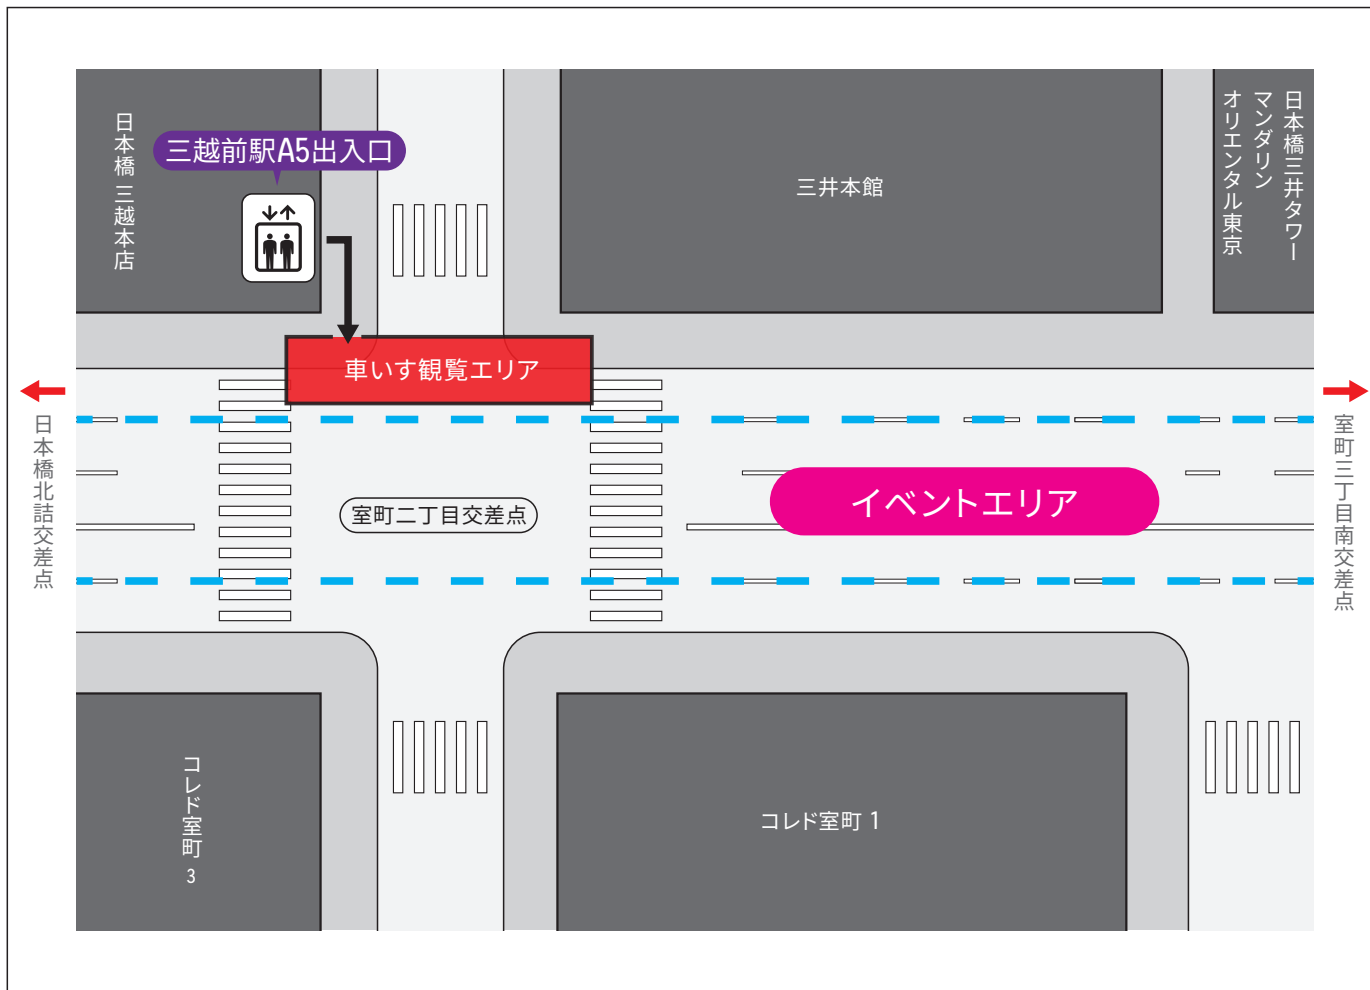 日本橋 三越本店
三越前駅A5出入口
三井本館
日本橋三井タワー
マンダリン
オリエンタル東京
車いす観覧エリア
日本橋北詰交差点
室町三丁目南交差点
イベントエリア
室町二丁目交差点
コレド室町 3
コレド室町 1